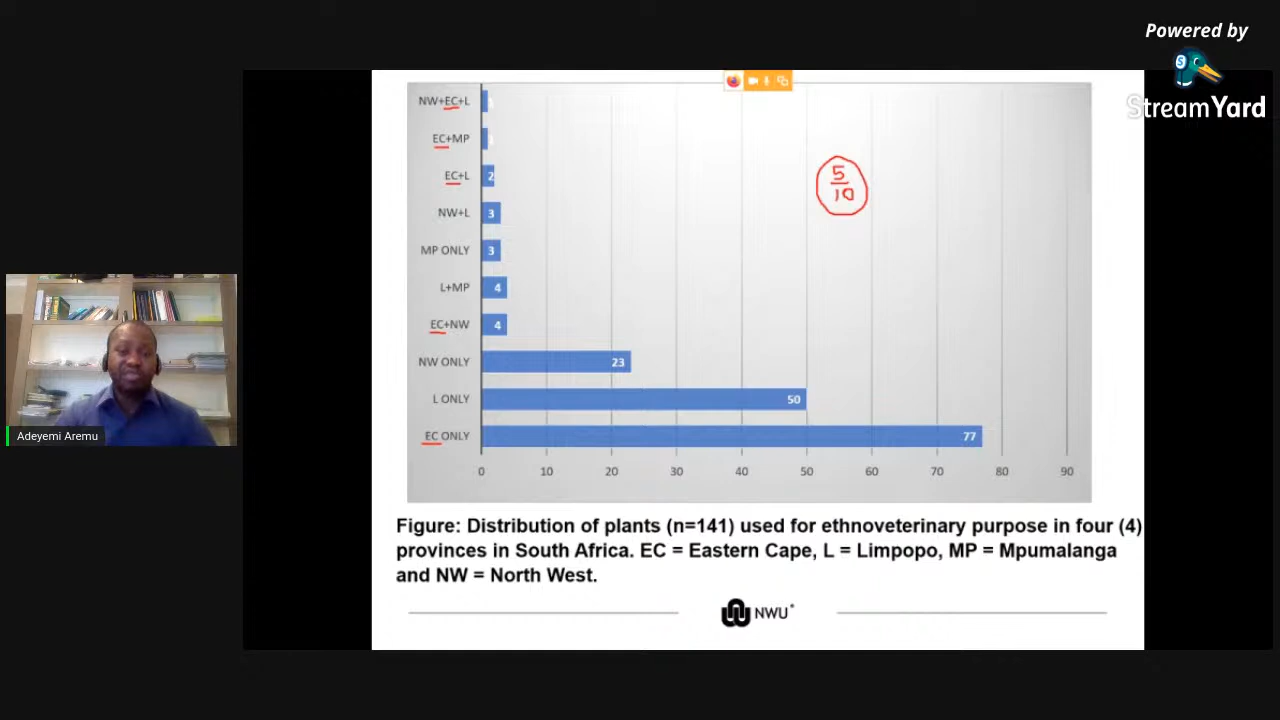 Powered by
StreamYard
NW+EC+L
1
EC+MP
1
EC+L
2
NW+L
3
MP ONLY
3
L+MP
4
EC+NW
4
NW ONLY
23
L ONLY
50
EC ONLY
77
0 10 20 30 40 50 60 70 80 90
5
10
Adeyemi Aremu
Figure: Distribution of plants (n=141) used for ethnoveterinary purpose in four (4)
provinces in South Africa. EC = Eastern Cape, L = Limpopo, MP = Mpumalanga
and NW = North West.
NWU